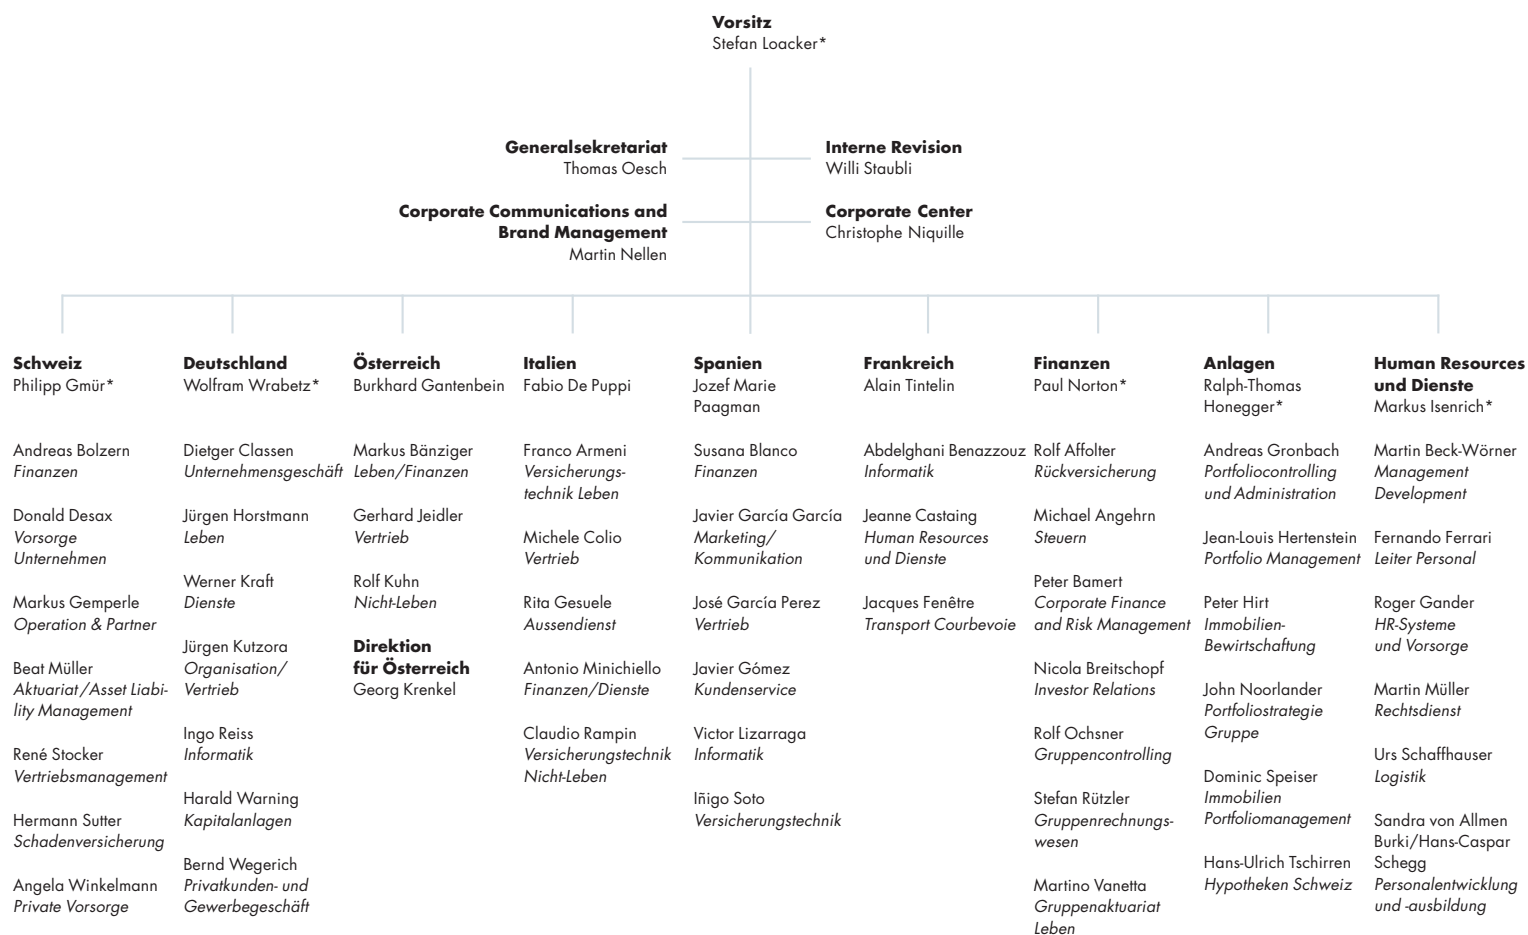 Vorsitz
Stefan Loacker*
Generalsekretariat
Thomas Oesch
Interne Revision
Willi Staubli
Corporate Communications and
Brand Management
Martin Nellen
Corporate Center
Christophe Niquille
Schweiz
Philipp Gmür*
Andreas Bolzern
Finanzen
Donald Desax
Vorsorge
Unternehmen
Markus Gemperle
Operation & Partner
Beat Müller
Aktuariat/Asset Liabi-
lity Management
René Stocker
Vertriebsmanagement
Hermann Sutter
Schadenversicherung
Angela Winkelmann
Private Vorsorge
Deutschland
Wolfram Wrabetz*
Dietger Classen
Unternehmensgeschäft
Jürgen Horstmann
Leben
Werner Kraft
Dienste
Jürgen Kutzora
Organisation/
Vertrieb
Ingo Reiss
Informatik
Harald Warning
Kapitalanlagen
Bernd Wegerich
Privatkunden- und
Gewerbegeschäft
Österreich
Burkhard Gantenbein
Markus Bänziger
Leben/Finanzen
Gerhard Jeidler
Vertrieb
Rolf Kuhn
Nicht-Leben
Direktion
für Österreich
Georg Krenkel
Italien
Fabio De Puppi
Franco Armeni
Versicherungs-
technik Leben
Michele Colio
Vertrieb
Rita Gesuele
Aussendienst
Antonio Minichiello
Finanzen/Dienste
Claudio Rampin
Versicherungstechnik
Nicht-Leben
Spanien
Jozef Marie
Paagman
Susana Blanco
Finanzen
Javier García García
Marketing/
Kommunikation
José García Perez
Vertrieb
Javier Gómez
Kundenservice
Victor Lizarraga
Informatik
Iñigo Soto
Versicherungstechnik
Frankreich
Alain Tintelin
Abdelghani Benazzouz
Informatik
Jeanne Castaing
Human Resources
und Dienste
Jacques Fenêtre
Transport Courbevoie
Finanzen
Paul Norton*
Rolf Affolter
Rückversicherung
Michael Angehrn
Steuern
Peter Bamert
Corporate Finance
and Risk Management
Nicola Breitschopf
Investor Relations
Rolf Ochsner
Gruppencontrolling
Stefan Rützler
Gruppenrechnungs-
wesen
Martino Vanetta
Gruppenaktuariat
Leben
Anlagen
Ralph-Thomas
Honegger*
Andreas Gronbach
Portfoliocontrolling
und Administration
Jean-Louis Hertenstein
Portfolio Management
Peter Hirt
Immobilien-
Bewirtschaftung
John Noorlander
Portfoliostrategie
Gruppe
Dominic Speiser
Immobilien
Portfoliomanagement
Hans-Ulrich Tschirren
Hypotheken Schweiz
Human Resources
und Dienste
Markus Isenrich*
Martin Beck-Wörner
Management
Development
Fernando Ferrari
Leiter Personal
Roger Gander
HR-Systeme
und Vorsorge
Martin Müller
Rechtsdienst
Urs Schaffhauser
Logistik
Sandra von Allmen
Burki/Hans-Caspar
Schegg
Personalentwicklung
und -ausbildung